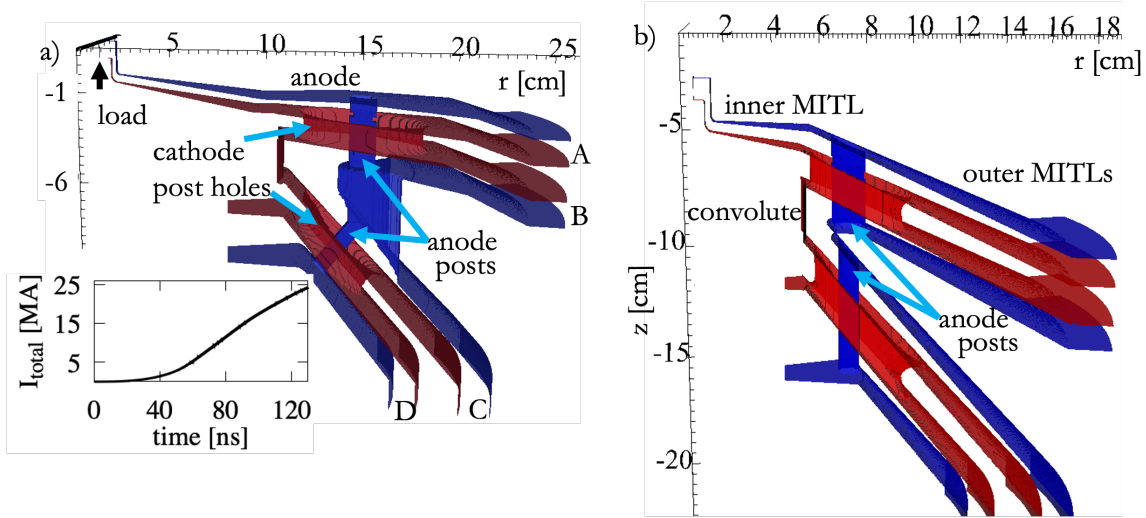 a)
5 10 15 20 25
r [cm]
anode
-1
load
cathode
post holes
A
-6
B
anode
posts
I_total [MA]
25
15
5
0 40 80 120
time [ns]
D
C
b)
2 4 6 8 10 12 14 16 18
r [cm]
inner MITL
-5
outer MITLs
convolute
-10
z [cm]
anode
posts
-15
-20